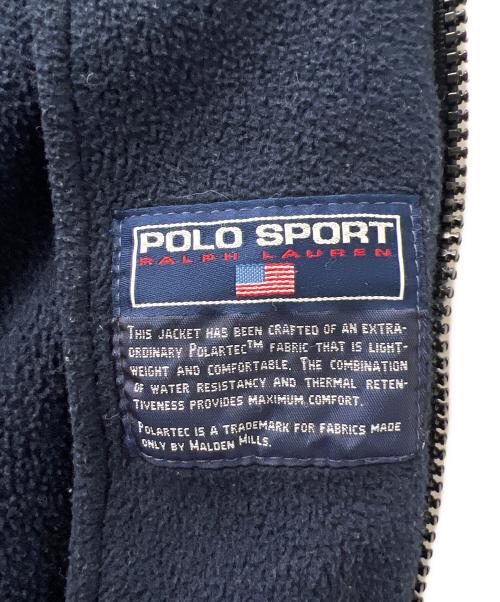 POLO SPORT
RALPH LAUREN
THIS JACKET HAS BEEN CRAFTED OF AN EXTRA-
ORDINARY POLARTEC™ FABRIC THAT IS LIGHT-
WEIGHT AND COMFORTABLE. THE COMBINATION
OF WATER RESISTANCY AND THERMAL RETEN-
TIVENESS PROVIDES MAXIMUM COMFORT.
POLARTEC IS A TRADEMARK FOR FABRICS MADE
ONLY BY MALDEN MILLS.